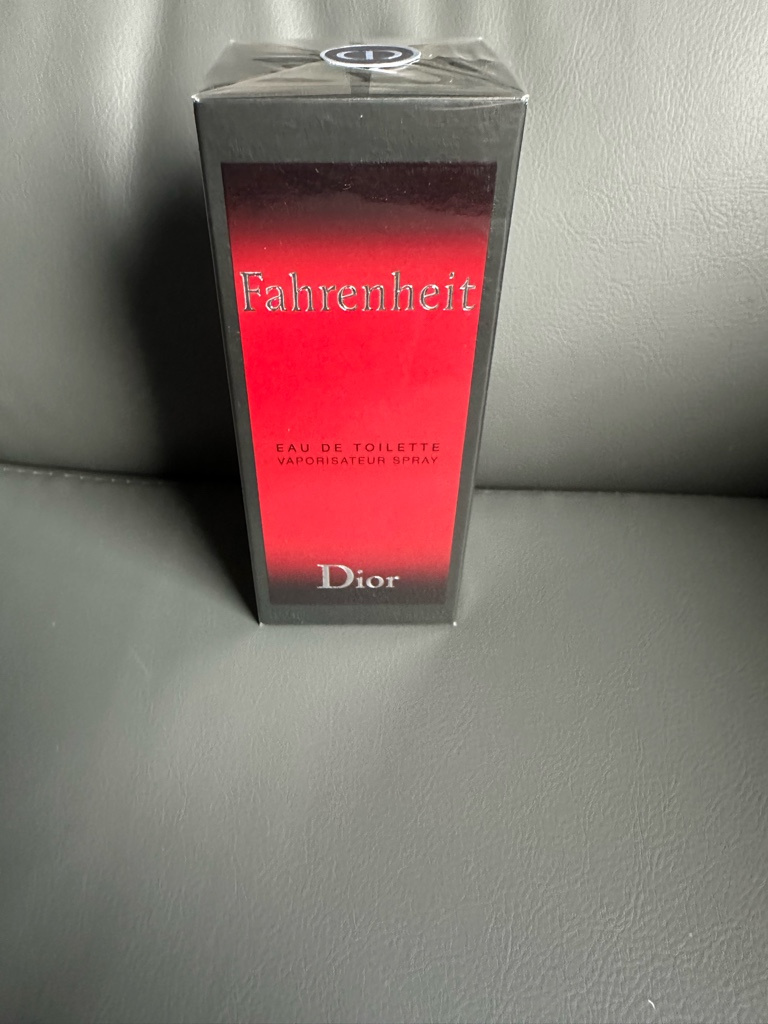 Fahrenheit
EAU DE TOILETTE
VAPORISATEUR SPRAY
Dior